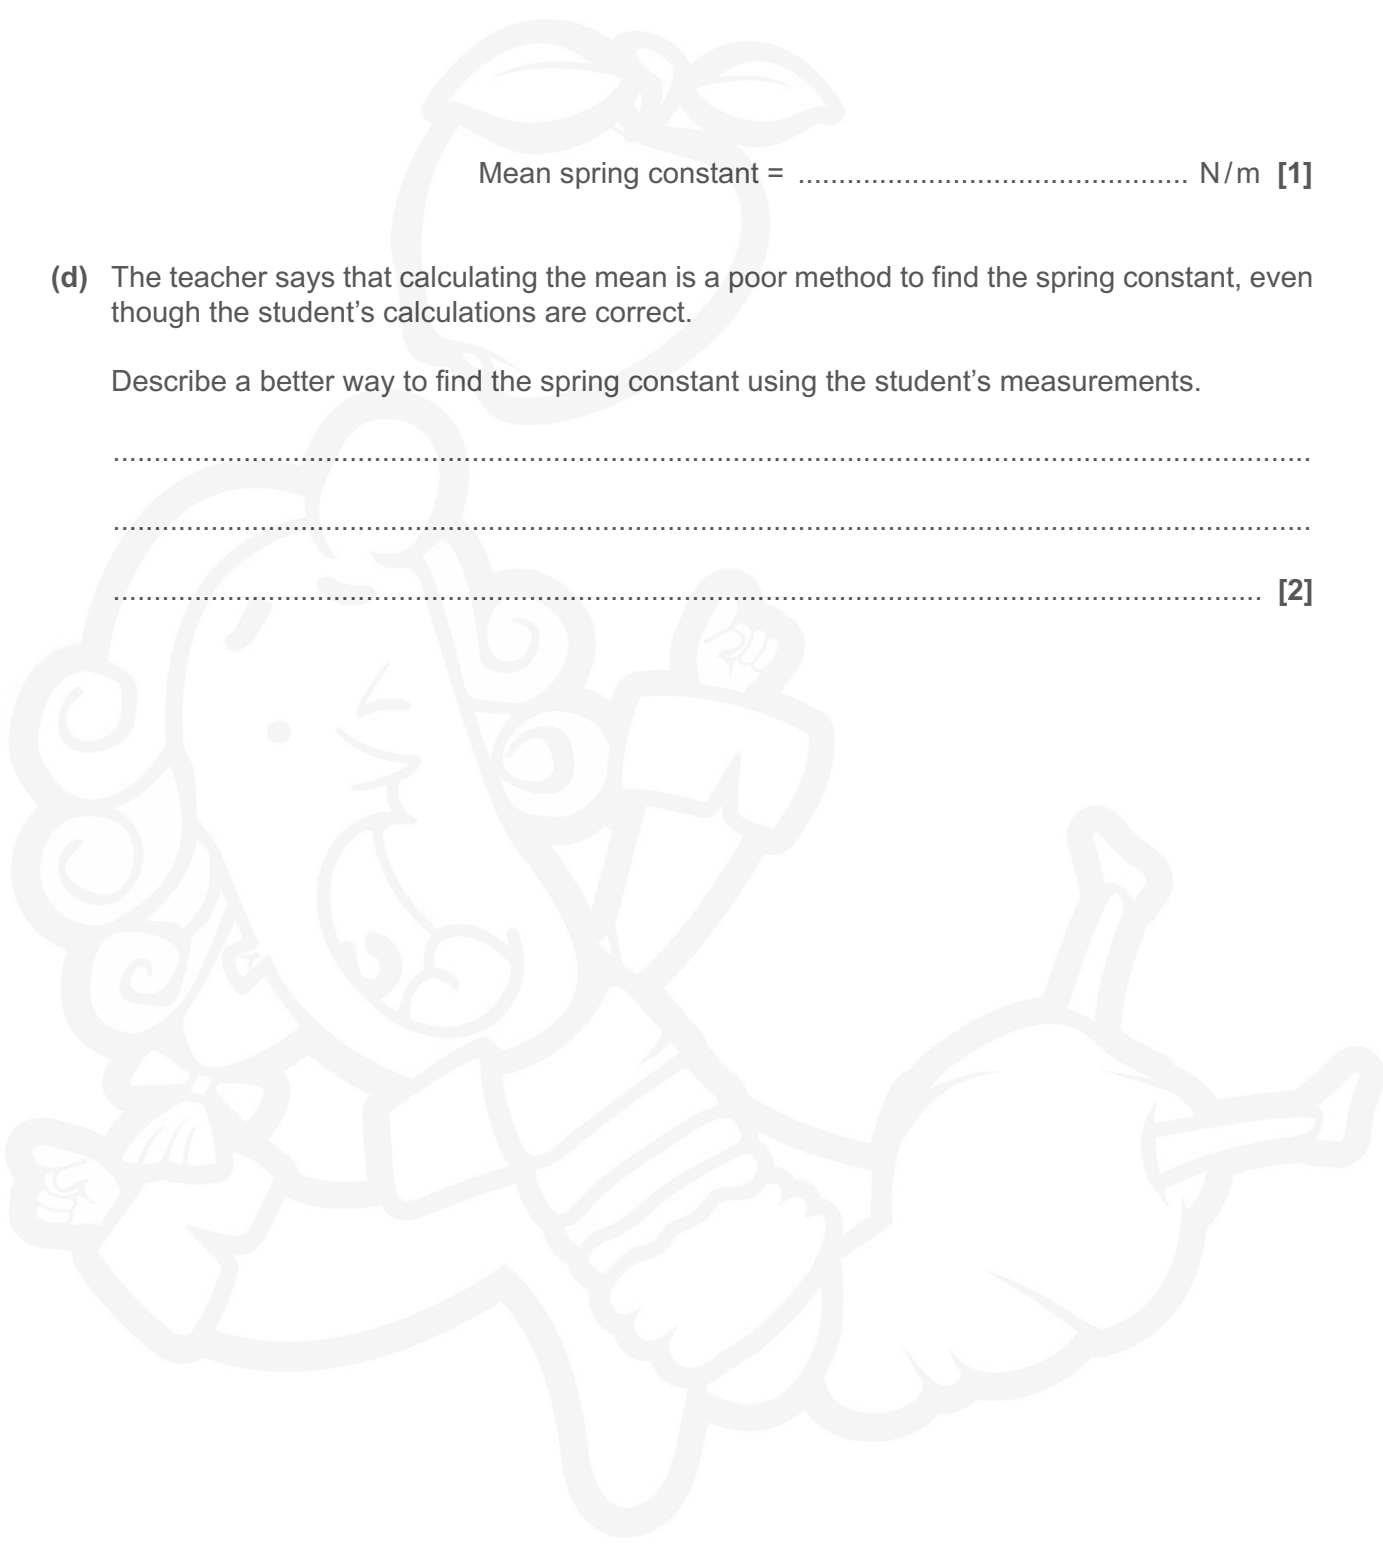 Mean spring constant = ................................................ N/m [1]
(d) The teacher says that calculating the mean is a poor method to find the spring constant, even
though the student's calculations are correct.
Describe a better way to find the spring constant using the student's measurements.
...................................................................................................................................................
...................................................................................................................................................
............................................................................................................................................. [2]